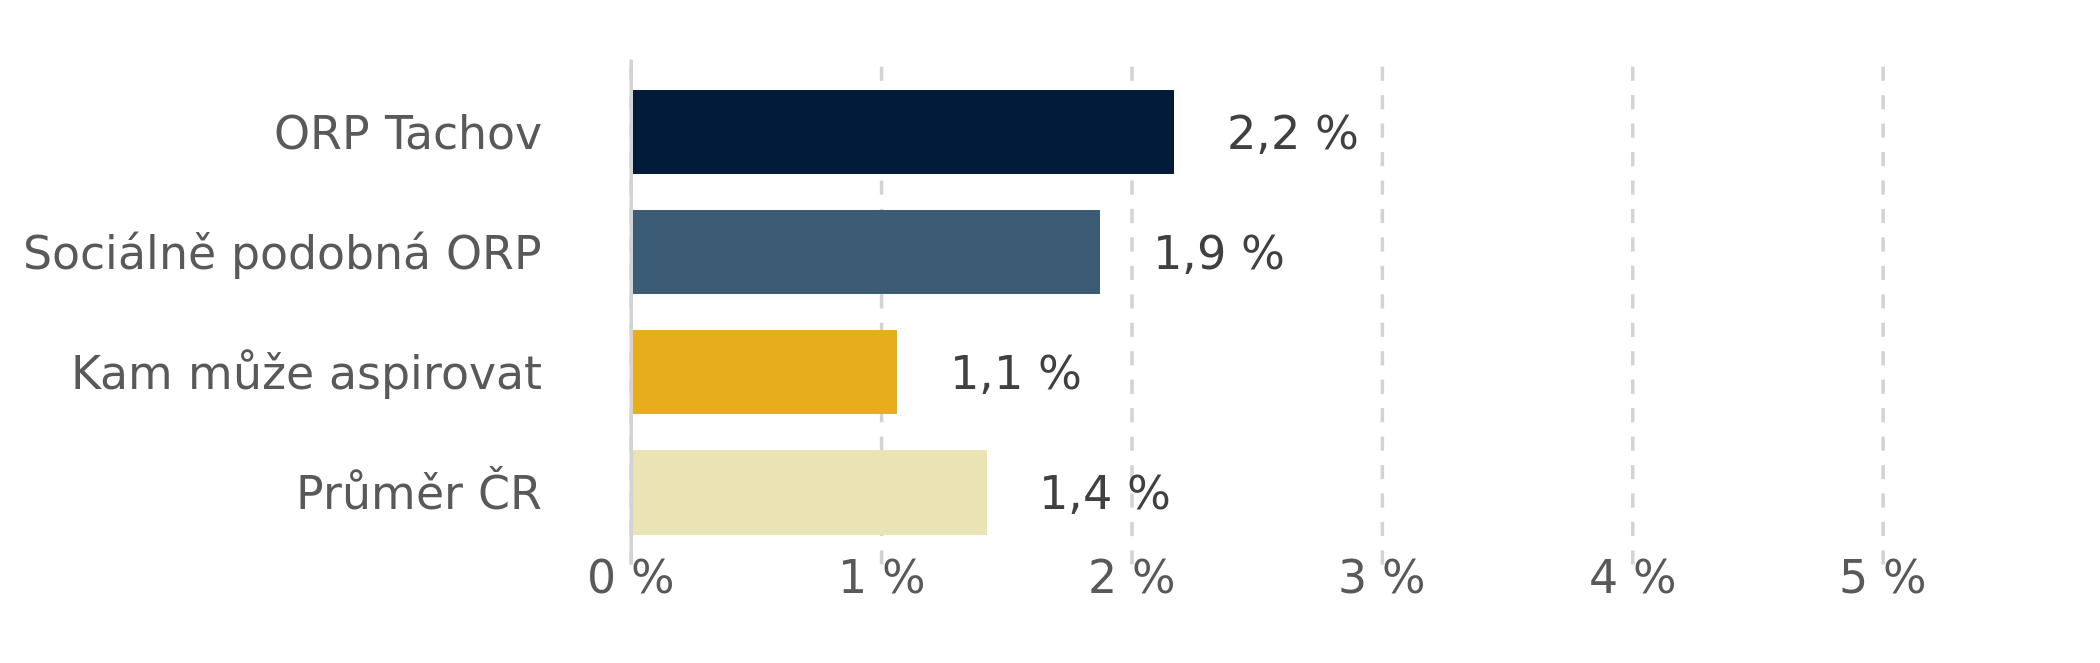 ORP Tachov 2,2 %
Sociálně podobná ORP 1,9 %
Kam může aspirovat 1,1 %
Průměr ČR 1,4 %
0 % 1 % 2 % 3 % 4 % 5 %